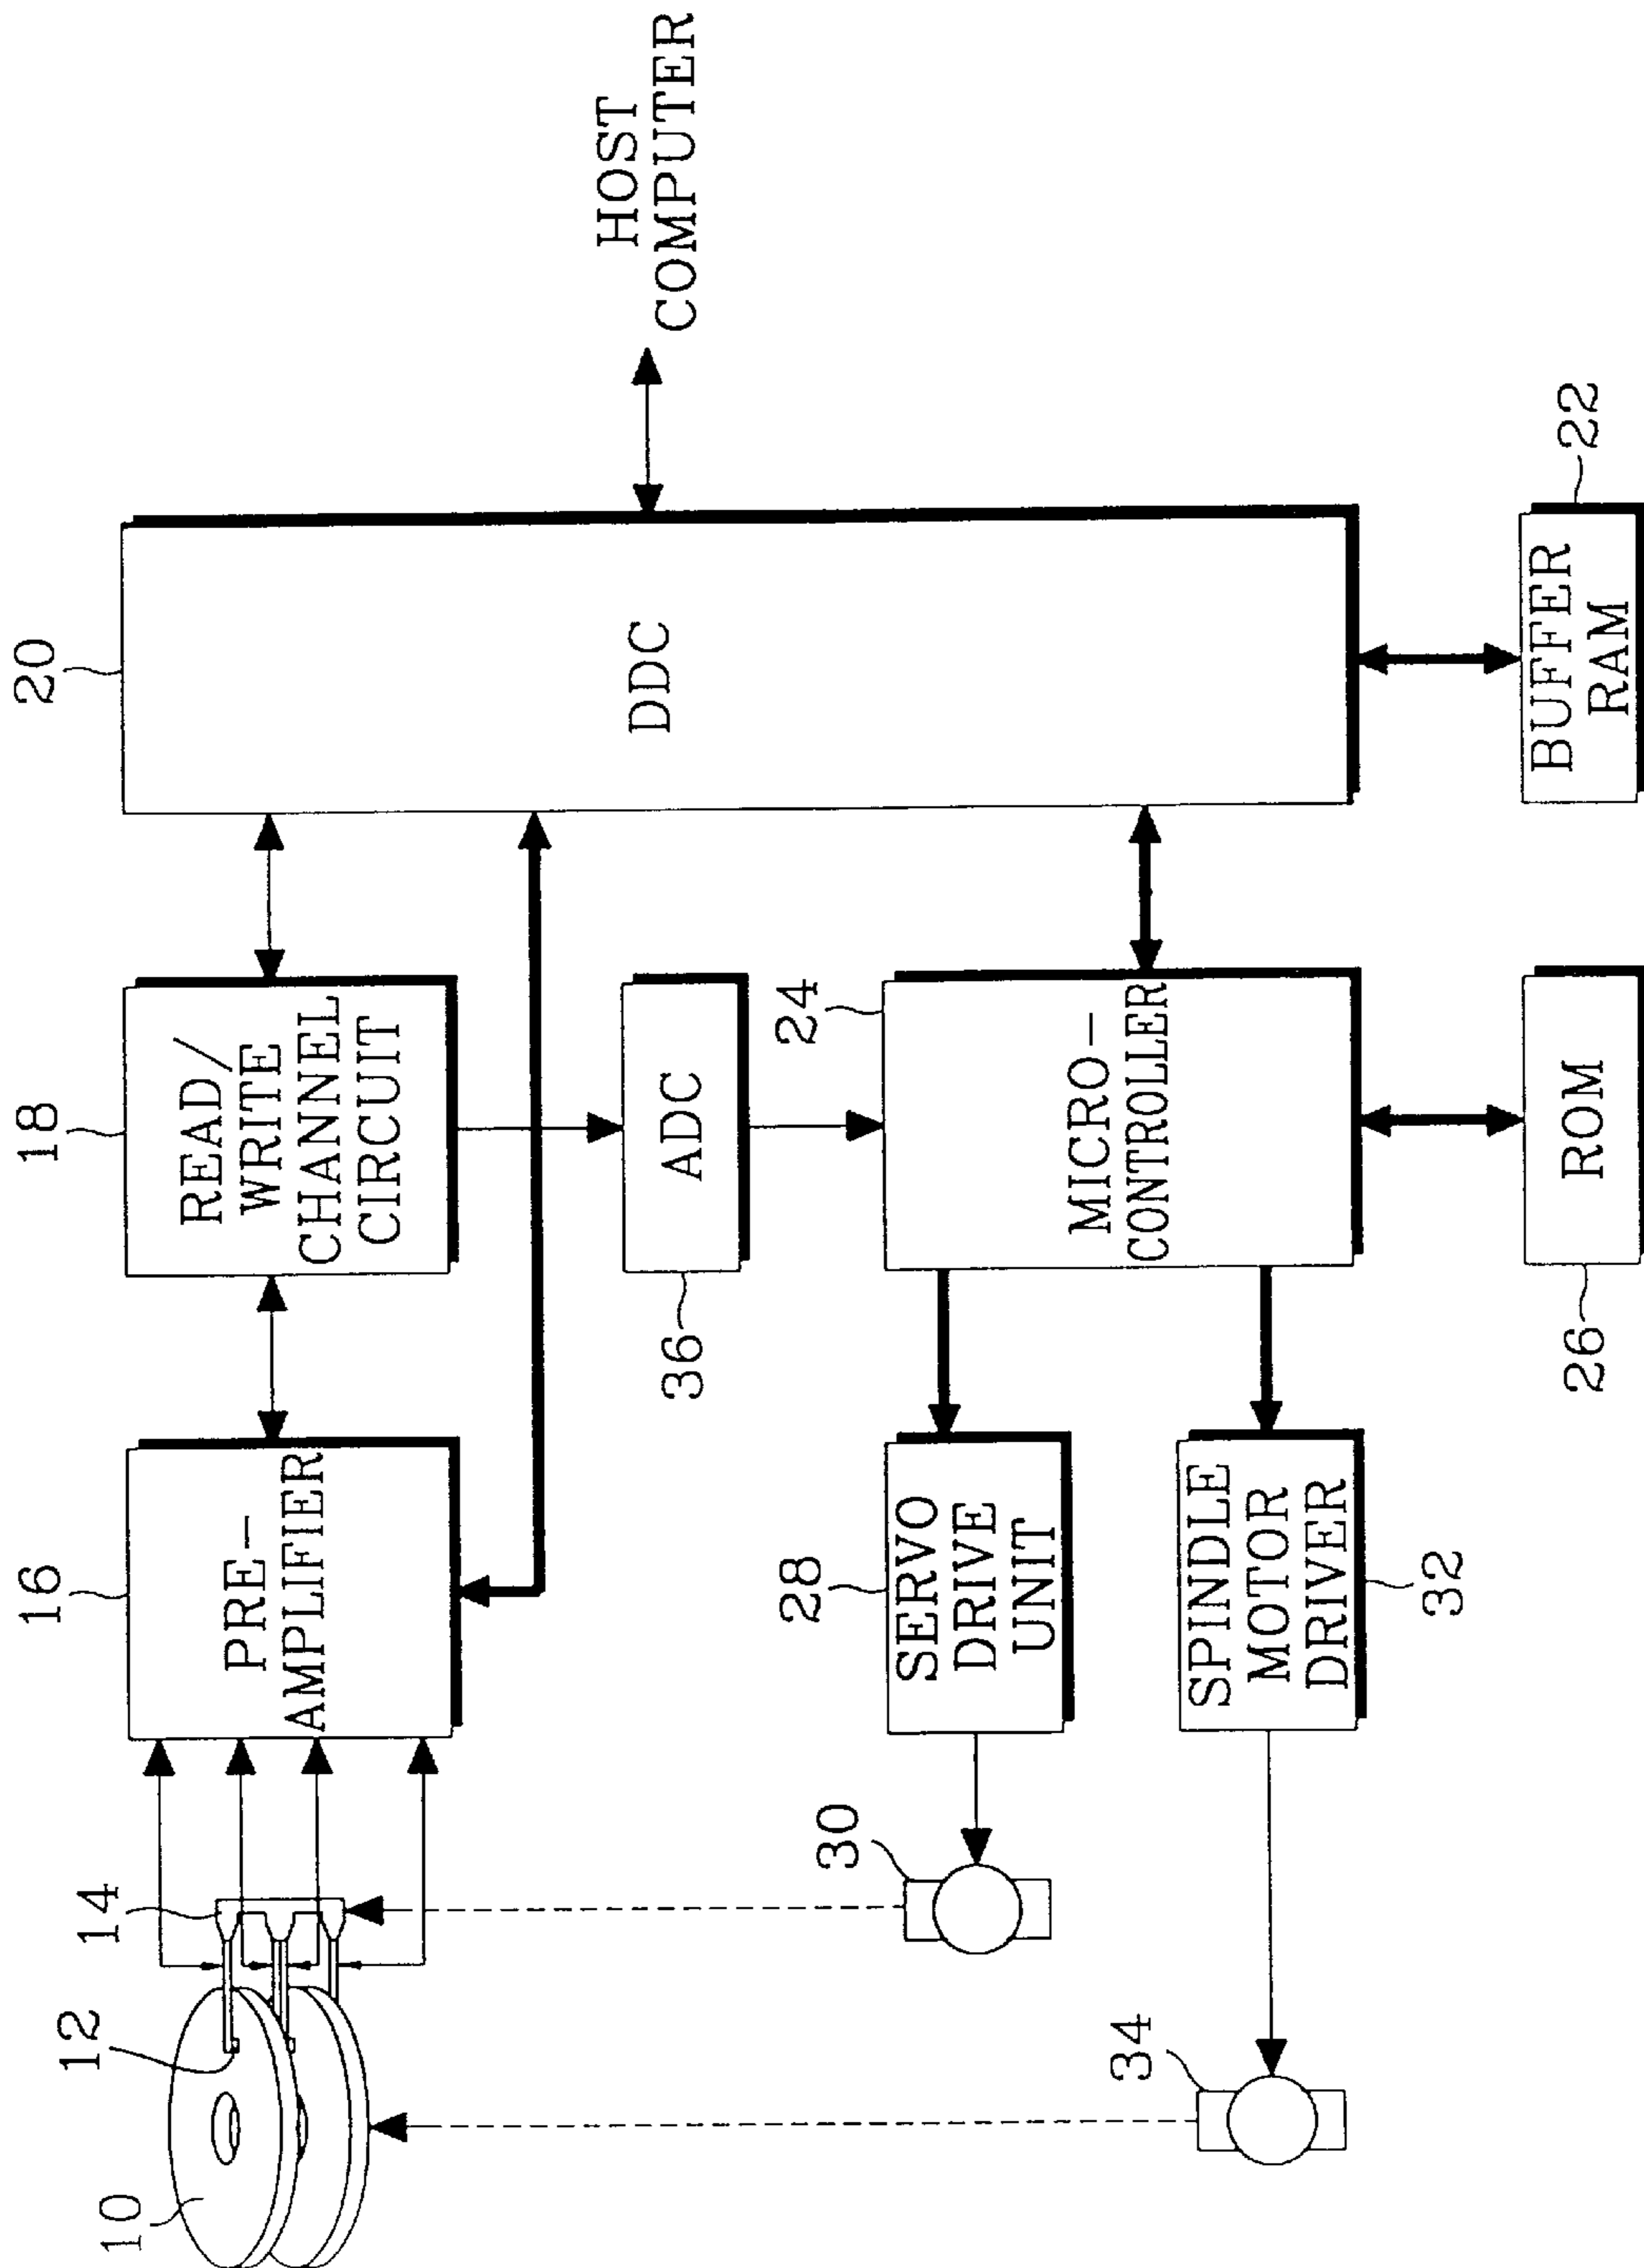 10
12
14
16
PRE-
AMPLIFIER
18
READ/
WRITE
CHANNEL
CIRCUIT
20
DDC
HOST
COMPUTER
36
ADC
24
MICRO-
CONTROLLER
30
28
SERVO
DRIVE
UNIT
34
SPINDLE
MOTOR
DRIVER
32
26
ROM
BUFFER
RAM
22